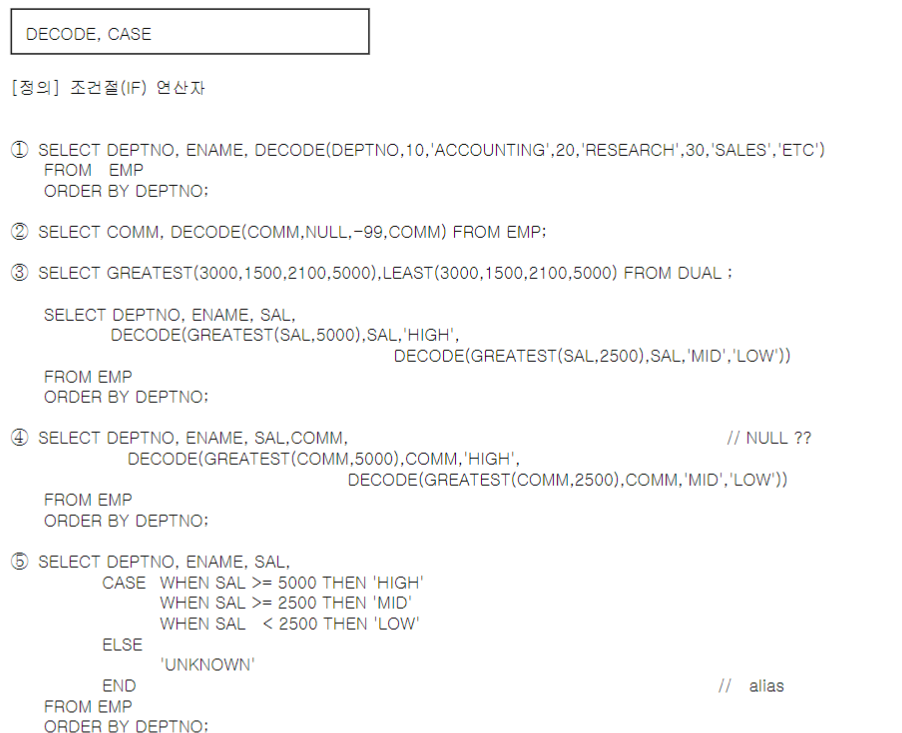 DECODE, CASE
[정의] 조건절(IF) 연산자
① SELECT DEPTNO, ENAME, DECODE(DEPTNO,10,'ACCOUNTING',20,'RESEARCH',30,'SALES','ETC')
FROM EMP
ORDER BY DEPTNO;
② SELECT COMM, DECODE(COMM,NULL,-99,COMM) FROM EMP;
③ SELECT GREATEST(3000,1500,2100,5000),LEAST(3000,1500,2100,5000) FROM DUAL ;
SELECT DEPTNO, ENAME, SAL,
DECODE(GREATEST(SAL,5000),SAL,'HIGH',
DECODE(GREATEST(SAL,2500),SAL,'MID','LOW'))
FROM EMP
ORDER BY DEPTNO;
④ SELECT DEPTNO, ENAME, SAL,COMM, // NULL ??
DECODE(GREATEST(COMM,5000),COMM,'HIGH',
DECODE(GREATEST(COMM,2500),COMM,'MID','LOW'))
FROM EMP
ORDER BY DEPTNO;
⑤ SELECT DEPTNO, ENAME, SAL,
CASE WHEN SAL >= 5000 THEN 'HIGH'
WHEN SAL >= 2500 THEN 'MID'
WHEN SAL < 2500 THEN 'LOW'
ELSE
'UNKNOWN'
END // alias
FROM EMP
ORDER BY DEPTNO;